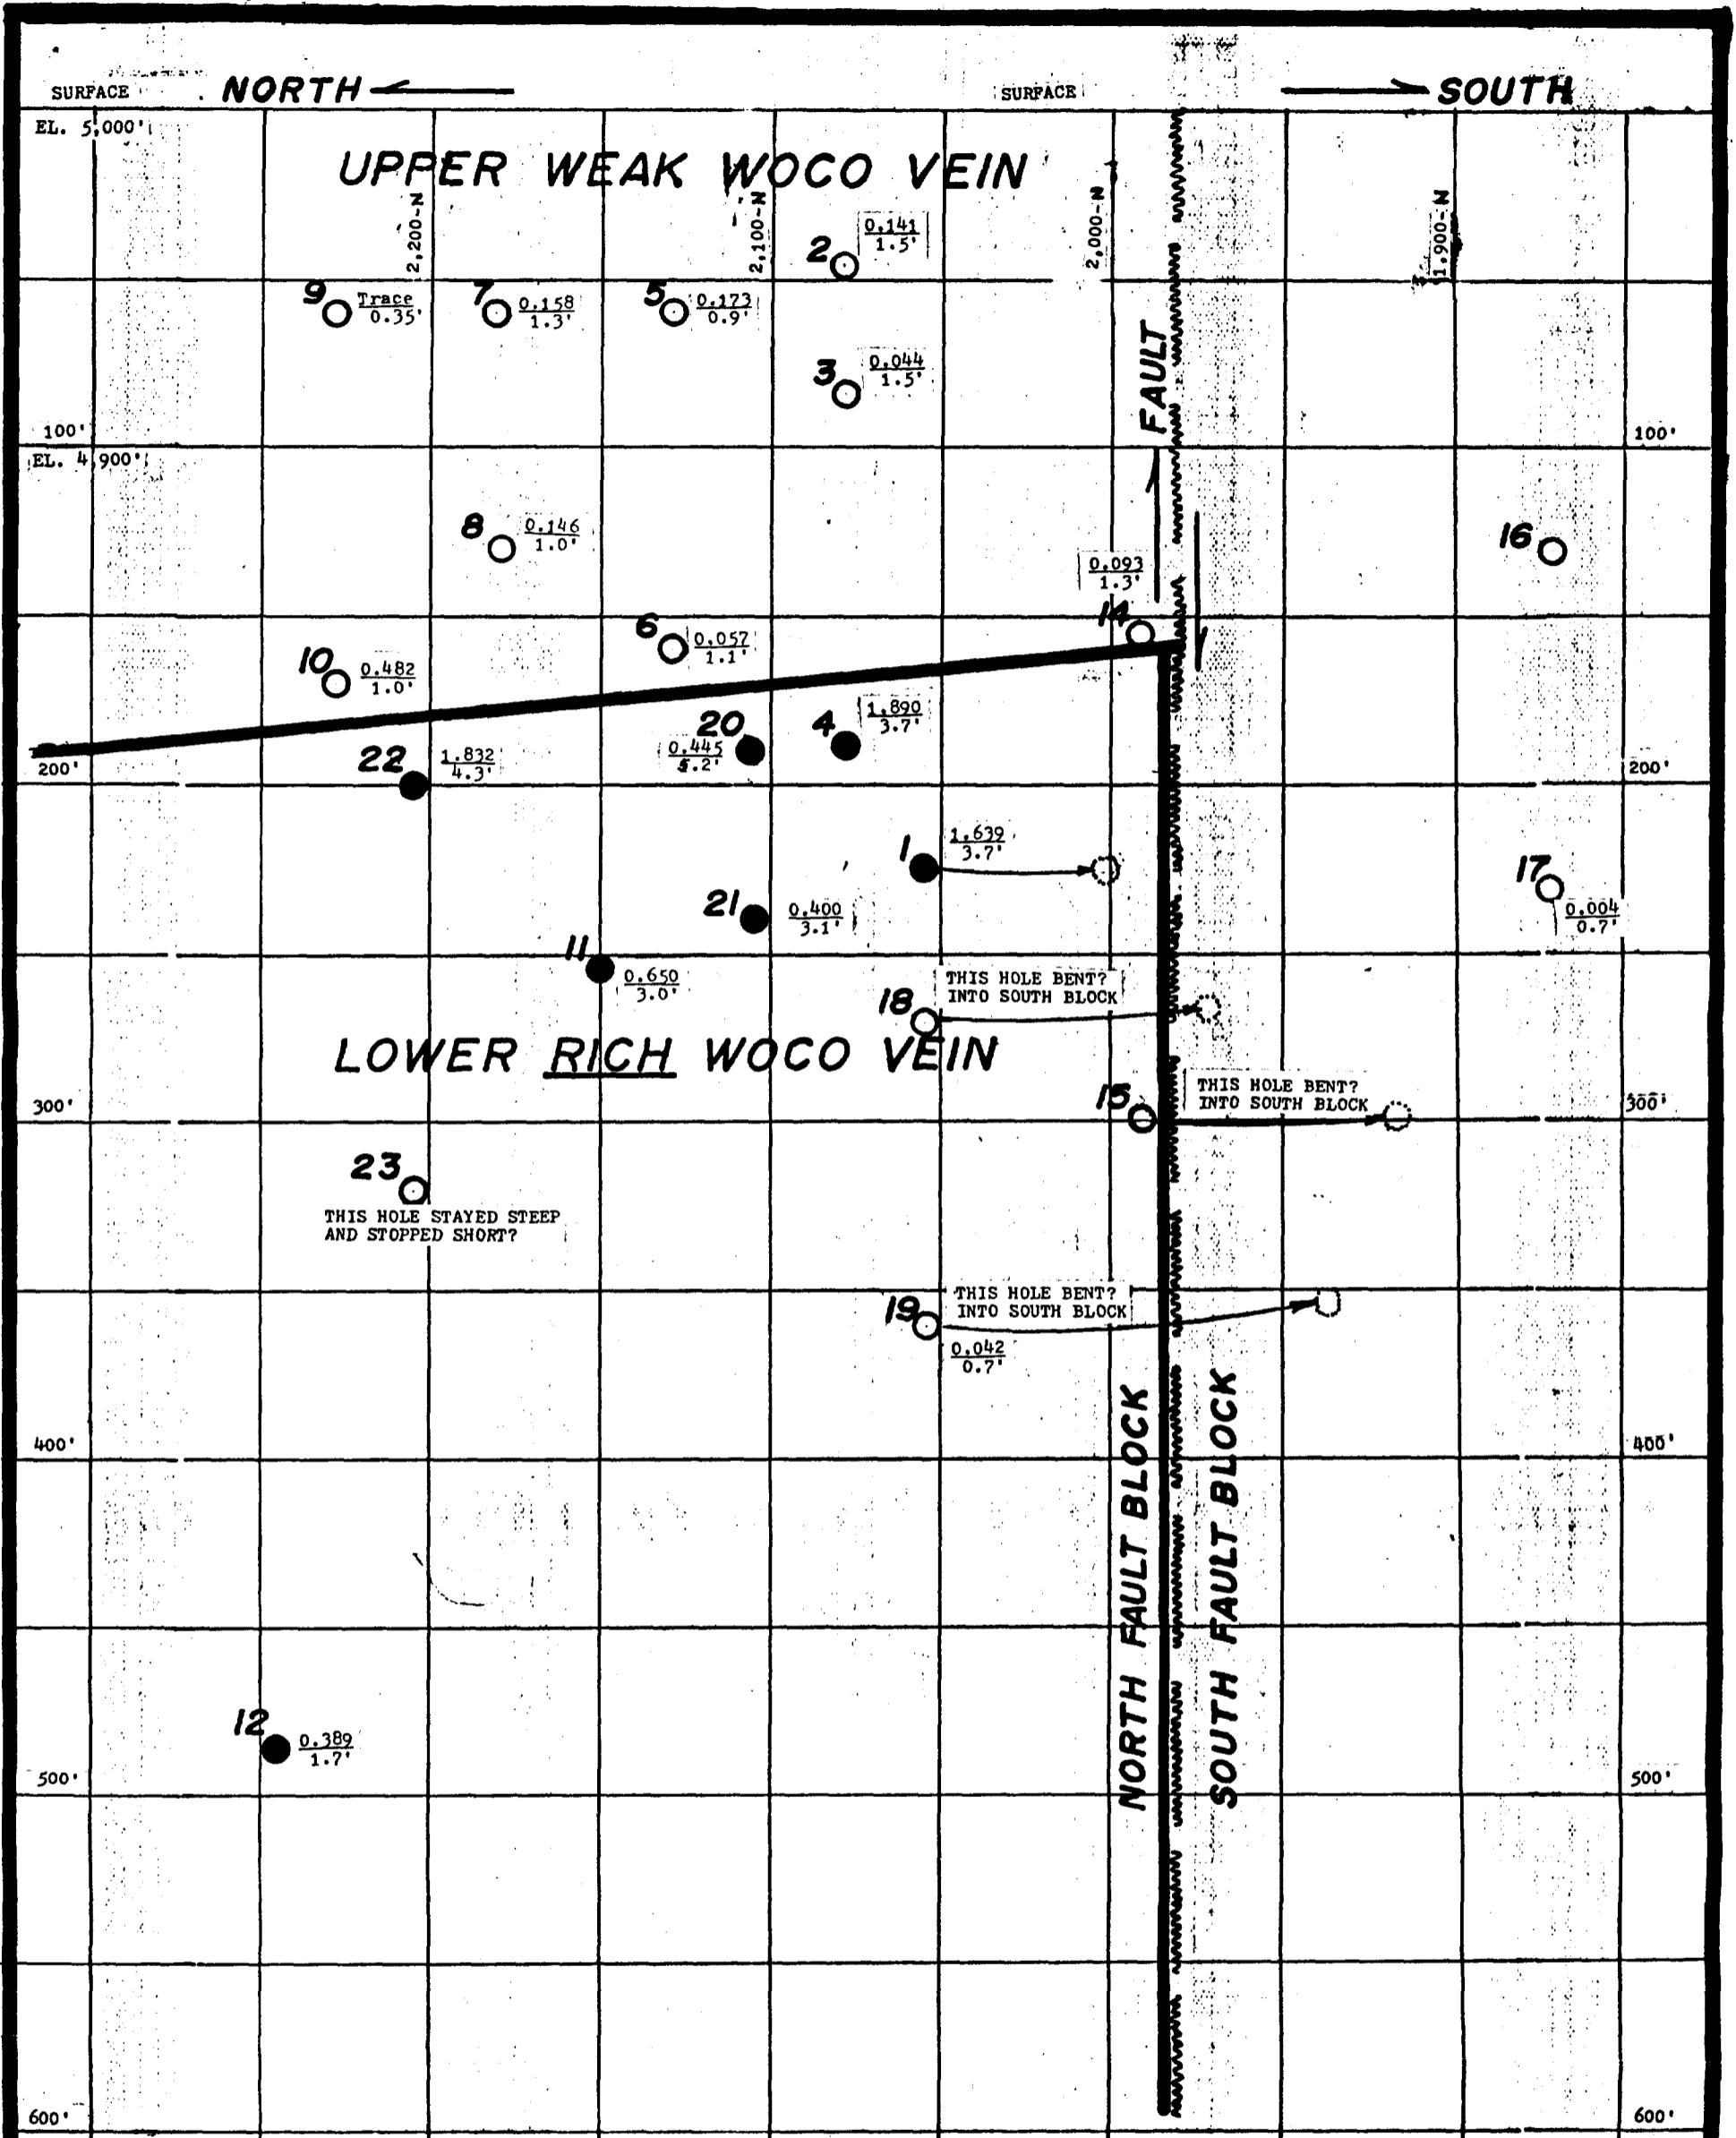 SURFACE NORTH SURFACE SOUTH
EL. 5,000'
UPPER WEAK WOCO VEIN
2,200-N
2,100-N
2,000-N
1,900-N
2
0.141
1.5'
9
Trace
0.35'
7
0.158
1.3'
5
0.173
0.9'
3
0.044
1.5'
FAULT
100' 100'
EL. 4,900'
8
0.146
1.0'
16
0.093
1.3'
14
6
0.057
1.1'
10
0.482
1.0'
20
0.445
4
1.890
3.7'
22
1.832
4.3'
200' 200'
1
1.639
3.7'
17
0.004
0.7'
21
0.400
3.1'
11
0.650
3.0'
18
THIS HOLE BENT?
INTO SOUTH BLOCK
LOWER RICH WOCO VEIN
15
THIS HOLE BENT?
INTO SOUTH BLOCK
300' 300'
23
THIS HOLE STAYED STEEP
AND STOPPED SHORT?
19
THIS HOLE BENT?
INTO SOUTH BLOCK
0.042
0.7'
NORTH FAULT BLOCK
SOUTH FAULT BLOCK
400' 400'
12
0.389
1.7'
500' 500'
600' 600'